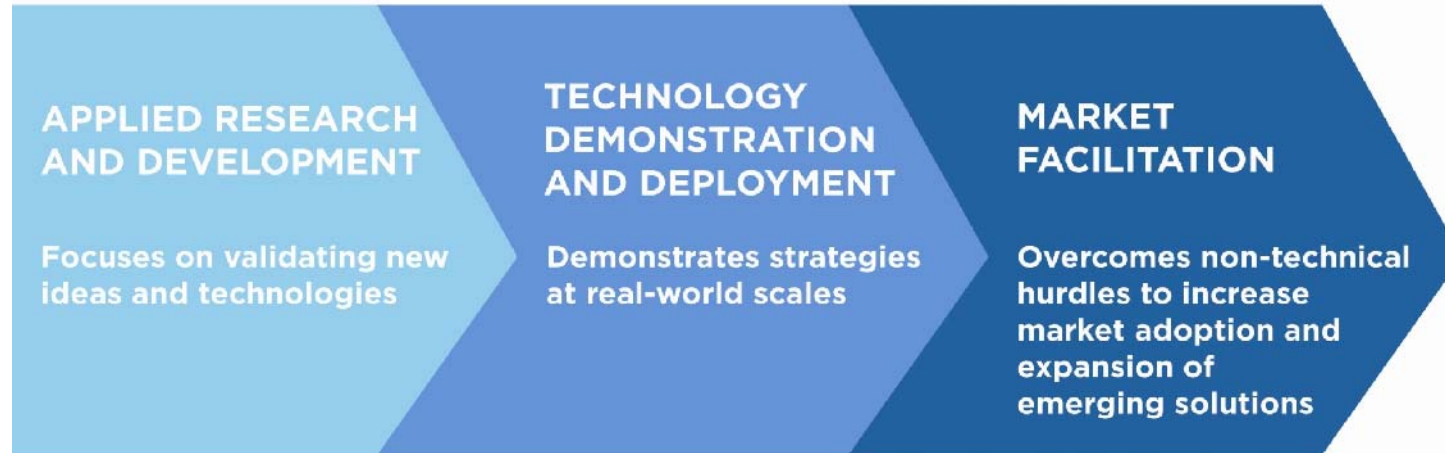 APPLIED RESEARCH
AND DEVELOPMENT
Focuses on validating new
ideas and technologies
TECHNOLOGY
DEMONSTRATION
AND DEPLOYMENT
Demonstrates strategies
at real-world scales
MARKET
FACILITATION
Overcomes non-technical
hurdles to increase
market adoption and
expansion of
emerging solutions